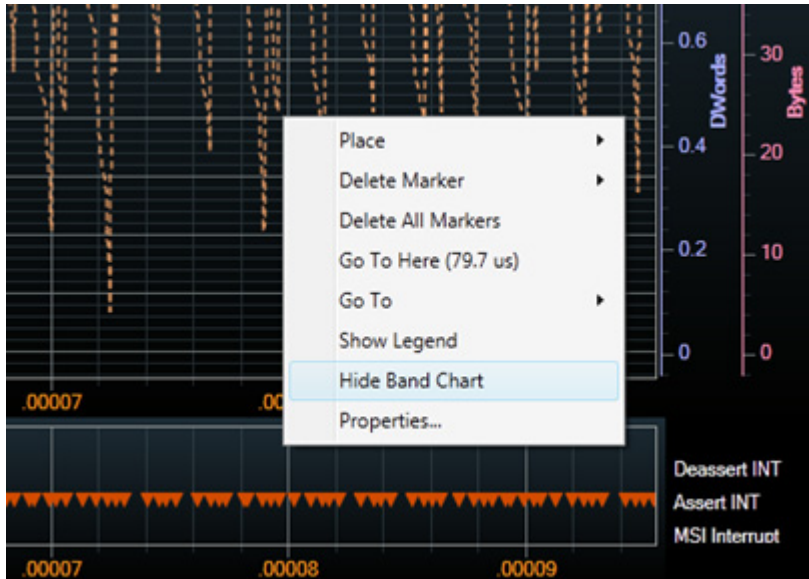 0.6
0.4
0.2
0
DWords
30
20
10
0
Bytes
Place
Delete Marker
Delete All Markers
Go To Here (79.7 us)
Go To
Show Legend
Hide Band Chart
Properties...
.00007
.00
Deassert INT
Assert INT
MSI Interrupt
.00007
.00008
.00009